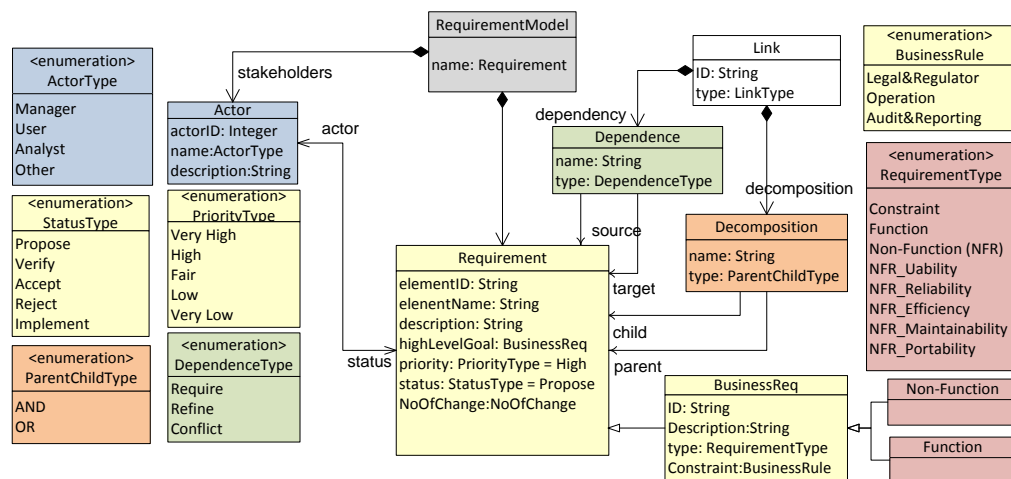 RequirementModel
name: Requirement
<enumeration>
ActorType
Manager
User
Analyst
Other
stakeholders
Actor
actorID: Integer
name:ActorType
description:String
actor
Link
ID: String
type: LinkType
<enumeration>
BusinessRule
Legal&Regulator
Operation
Audit&Reporting
dependency
Dependence
name: String
type: DependenceType
decomposition
<enumeration>
RequirementType
Constraint
Function
Non-Function (NFR)
NFR_Uability
NFR_Reliability
NFR_Efficiency
NFR_Maintainability
NFR_Portability
<enumeration>
StatusType
Propose
Verify
Accept
Reject
Implement
<enumeration>
PriorityType
Very High
High
Fair
Low
Very Low
source
target
Decomposition
name: String
type: ParentChildType
child
parent
Requirement
elementID: String
elenentName: String
description: String
highLevelGoal: BusinessReq
priority: PriorityType = High
status: StatusType = Propose
NoOfChange:NoOfChange
status
<enumeration>
ParentChildType
AND
OR
<enumeration>
DependenceType
Require
Refine
Conflict
BusinessReq
ID: String
Description:String
type: RequirementType
Constraint:BusinessRule
Non-Function
Function